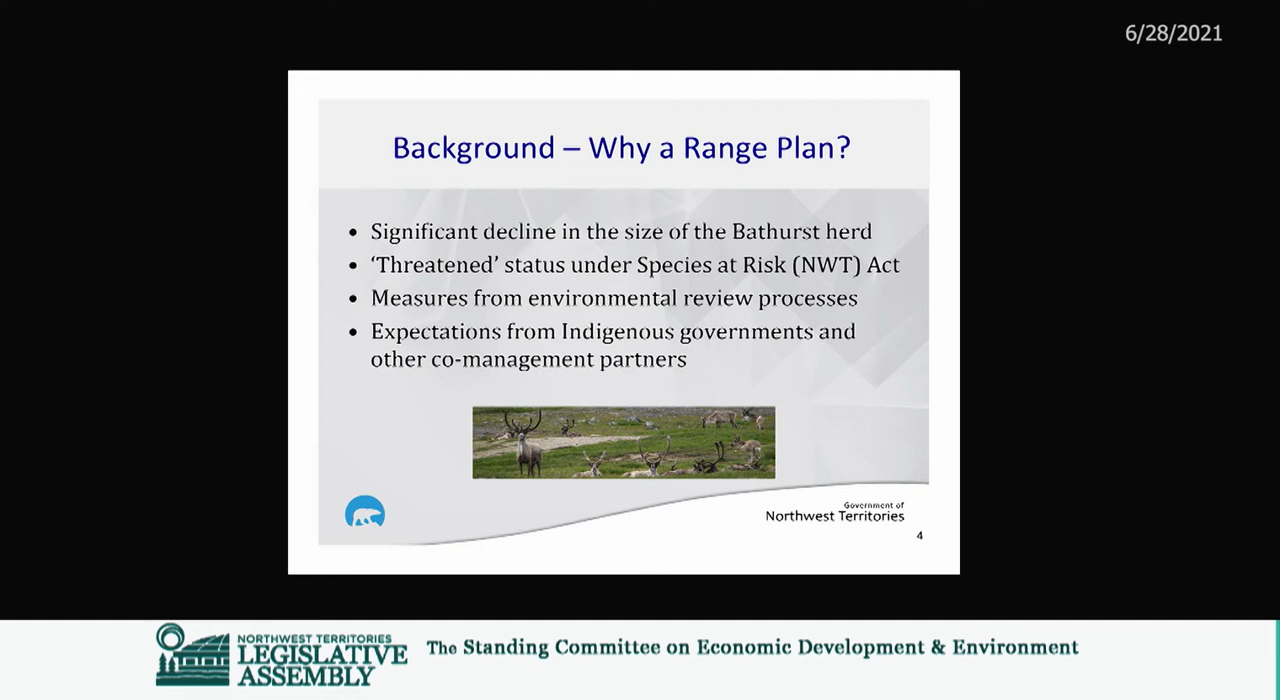 6/28/2021
Background – Why a Range Plan?
• Significant decline in the size of the Bathurst herd
• ‘Threatened’ status under Species at Risk (NWT) Act
• Measures from environmental review processes
• Expectations from Indigenous governments and
other co-management partners
Government of
Northwest Territories
4
NORTHWEST TERRITORIES
LEGISLATIVE
ASSEMBLY
The Standing Committee on Economic Development & Environment